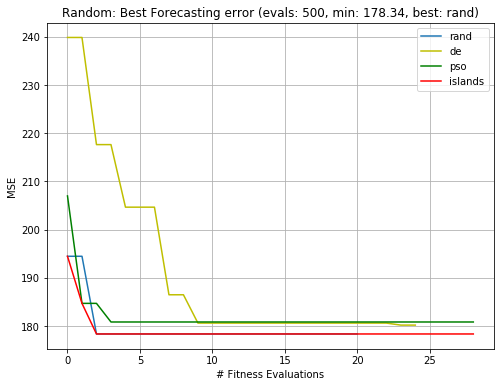 Random: Best Forecasting error (evals: 500, min: 178.34, best: rand)
rand
de
pso
islands
240
230
220
210
200
190
180
MSE
0 5 10 15 20 25
# Fitness Evaluations